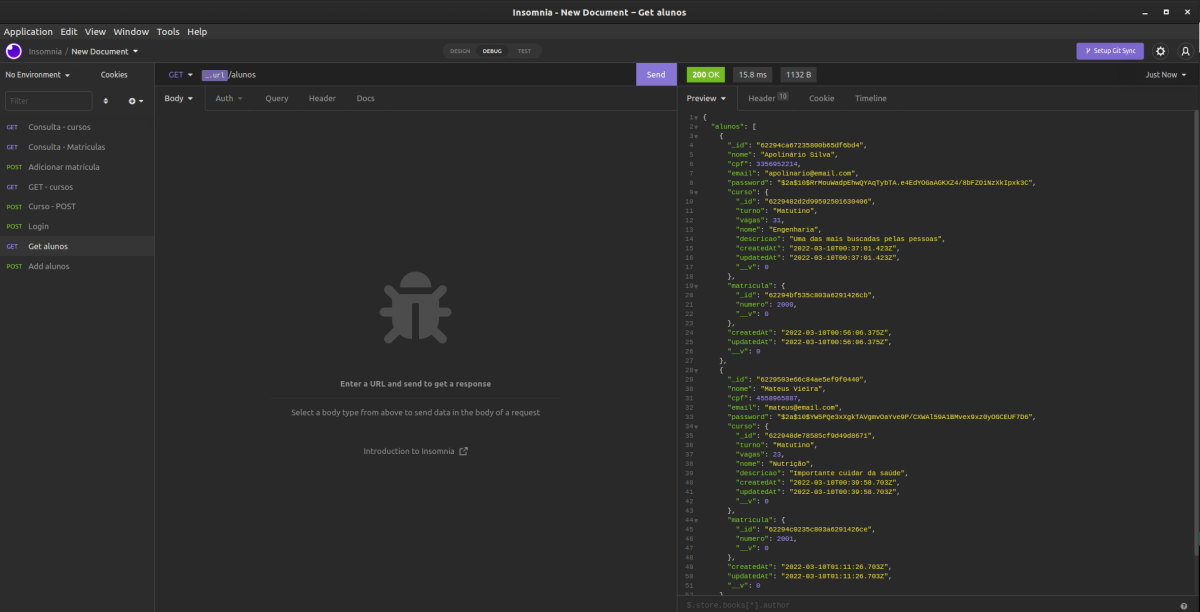 Insomnia - New Document – Get alunos
Application Edit View Window Tools Help
Insomnia / New Document
DESIGN DEBUG TEST
Setup Git Sync
No Environment Cookies
GET _.url /alunos
Send
200 OK 15.8 ms 1132 B
Just Now
Filter
Body Auth Query Header Docs
Preview Header 10 Cookie Timeline
GET Consulta - cursos
GET Consulta - Matriculas
POST Adicionar matrícula
GET GET - cursos
POST Curso - POST
POST Login
GET Get alunos
POST Add alunos
Enter a URL and send to get a response
Select a body type from above to send data in the body of a request
Introduction to Insomnia
1 {
2 "alunos": [
3 {
4 "_id": "62294ca67235800b65df6bd4",
5 "nome": "Apolinário Silva",
6 "cpf": 3356952214,
7 "email": "apolinario@email.com",
8 "password":
9 "curso": {
10 "_id": "6229482d2d99592501630406",
11 "turno": "Matutino",
12 "vagas": 31,
13 "nome": "Engenharia",
14 "descricao": "Uma das mais buscadas pelas pessoas",
15 "createdAt": "2022-03-10T00:37:01.423Z",
16 "updatedAt": "2022-03-10T00:37:01.423Z",
17 "__v": 0
18 },
19 "matricula": {
20 "_id": "62294bf535c803a6291426cb",
21 "numero": 2000,
22 "__v": 0
23 },
24 "createdAt": "2022-03-10T00:56:06.375Z",
25 "updatedAt": "2022-03-10T00:56:06.375Z",
26 "__v": 0
27 },
28 {
29 "_id": "6229503e66c84ae5ef9f0440",
30 "nome": "Mateus Vieira",
31 "cpf": 4558965887,
32 "email": "mateus@email.com",
33 "password":
34 "curso": {
35 "_id": "622948de78585cf9d49d8671",
36 "turno": "Matutino",
37 "vagas": 23,
38 "nome": "Nutrição",
39 "descricao": "Importante cuidar da saúde",
40 "createdAt": "2022-03-10T00:39:58.703Z",
41 "updatedAt": "2022-03-10T00:39:58.703Z",
42 "__v": 0
43 },
44 "matricula": {
45 "_id": "62294c0235c803a6291426ce",
46 "numero": 2001,
47 "__v": 0
48 },
49 "createdAt": "2022-03-10T01:11:26.703Z",
50 "updatedAt": "2022-03-10T01:11:26.703Z",
51 "__v": 0
52 }
$.store.books[*].author